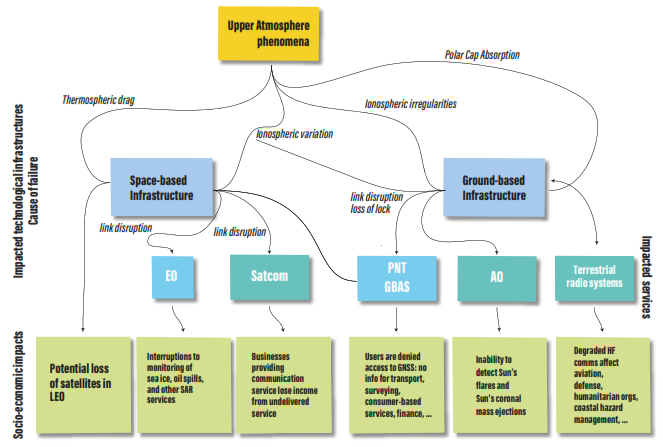 Upper Atmosphere
phenomena
Polar Cap Absorption
Thermospheric drag
Ionospheric irregularities
Ionospheric variation
Impacted technological infrastructures
Cause of failure
Space-based
Infrastructure
Ground-based
Infrastructure
link disruption
loss of lock
link disruption
link disruption
Impacted services
EO
Satcom
PNT
GBAS
AO
Terrestrial
radio systems
Socio-economic impacts
Potential loss
of satellites in
LEO
Interruptions to
monitoring of
sea ice, oil spills,
and other SAR
services
Businesses
providing
communication
service lose income
from undelivered
service
Users are denied
access to GNSS: no
info for transport,
surveying,
consumer-based
services, finance, ...
Inability to
detect Sun's
flares and
Sun's coronal
mass ejections
Degraded HF
comms affect
aviation,
defense,
humanitarian orgs,
coastal hazard
management, ...